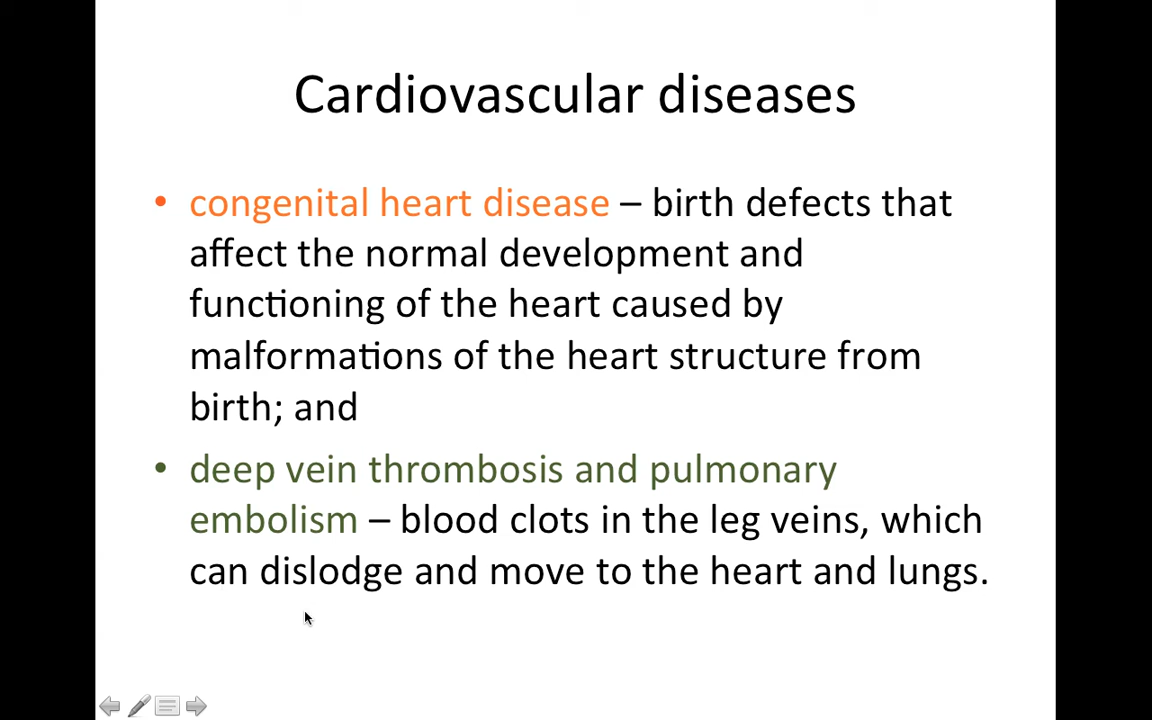 Cardiovascular diseases
• congenital heart disease – birth defects that
affect the normal development and
functioning of the heart caused by
malformations of the heart structure from
birth; and
• deep vein thrombosis and pulmonary
embolism – blood clots in the leg veins, which
can dislodge and move to the heart and lungs.